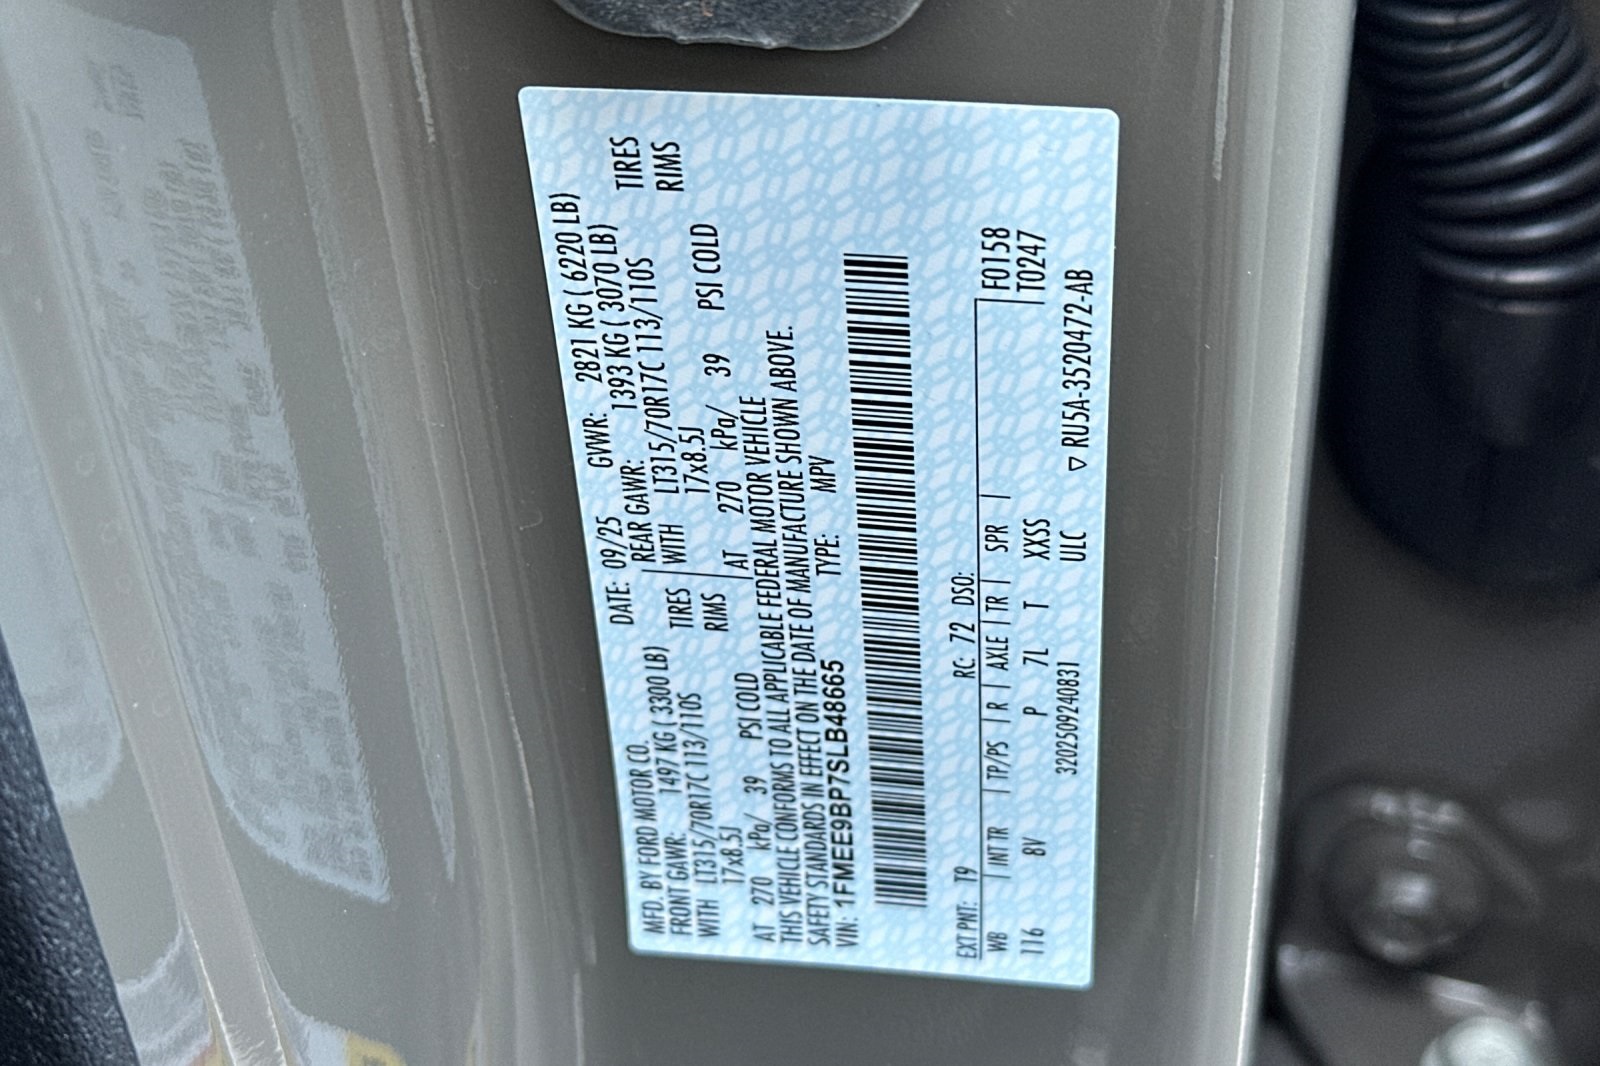 MFD. BY FORD MOTOR CO. DATE: 09/25 GVWR: 2821 KG ( 6220 LB)
FRONT GAWR: 1497 KG ( 3300 LB) REAR GAWR: 1393 KG ( 3070 LB)
WITH LT315/70R17C 113/110S TIRES WITH LT315/70R17C 113/110S TIRES
17x8.5J RIMS 17x8.5J RIMS
AT 270 kPa/ 39 PSI COLD AT 270 kPa/ 39 PSI COLD
THIS VEHICLE CONFORMS TO ALL APPLICABLE FEDERAL MOTOR VEHICLE
SAFETY STANDARDS IN EFFECT ON THE DATE OF MANUFACTURE SHOWN ABOVE.
VIN: 1FMEE9BP7SLB48665 TYPE: MPV
EXT PNT: T9 RC: 72 DSO: F0158
WB | INT TR | TP/PS | R | AXLE | TR | SPR | T0247
116 8V P 7L T XXSS
3202509240831 ULC ▽ RU5A-3520472-AB